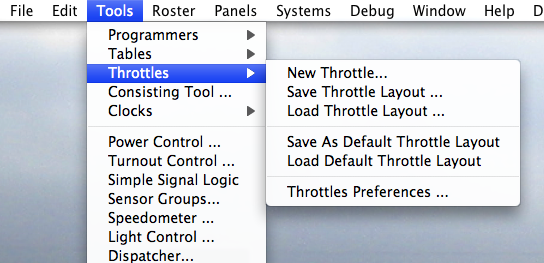 File Edit Tools Roster Panels Systems Debug Window Help D
Programmers
Tables
Throttles
Consisting Tool ...
Clocks
Power Control ...
Turnout Control ...
Simple Signal Logic
Sensor Groups...
Speedometer ...
Light Control ...
Dispatcher...
New Throttle...
Save Throttle Layout ...
Load Throttle Layout ...
Save As Default Throttle Layout
Load Default Throttle Layout
Throttles Preferences ...